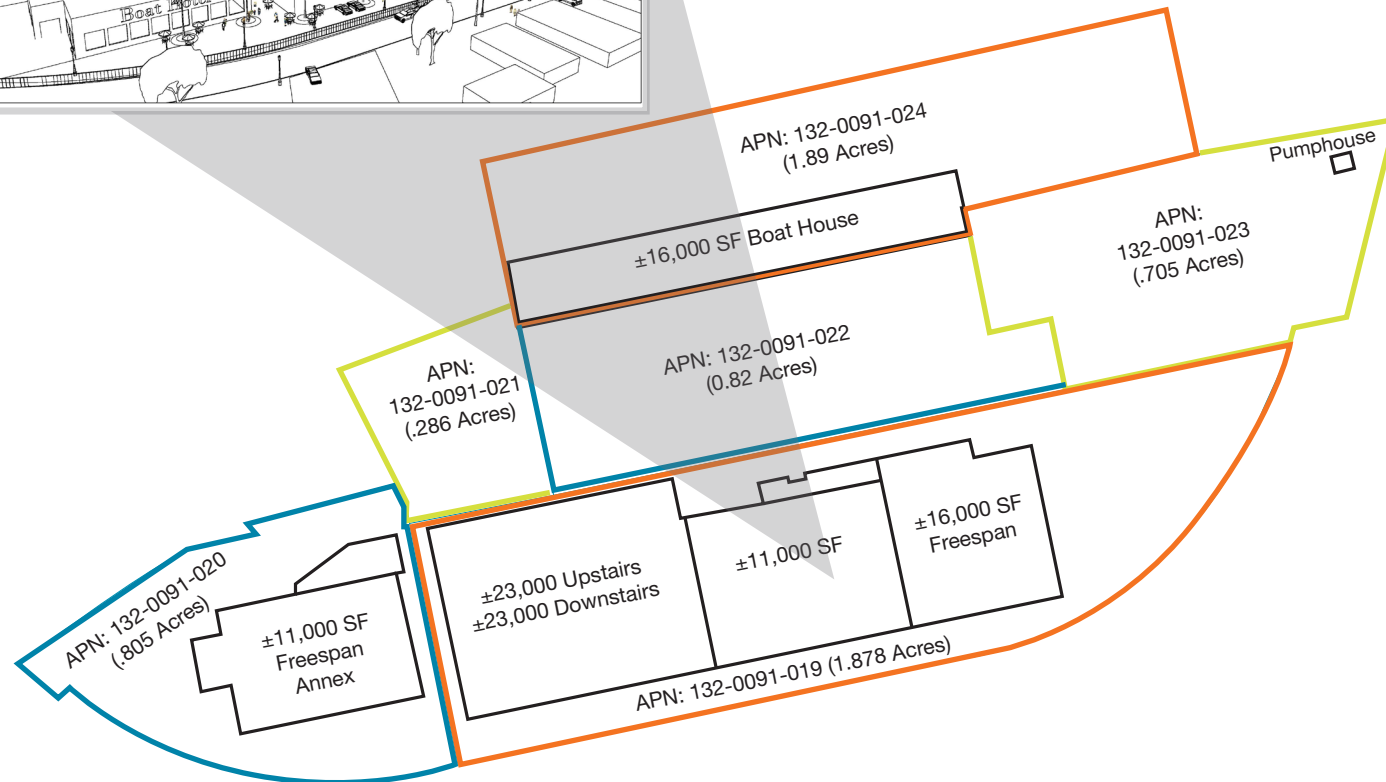 Boat Motor
APN: 132-0091-024
(1.89 Acres)
Pumphouse
±16,000 SF Boat House
APN:
132-0091-023
(.705 Acres)
APN: 132-0091-022
(0.82 Acres)
APN:
132-0091-021
(.286 Acres)
±16,000 SF
Freespan
±11,000 SF
±23,000 Upstairs
±23,000 Downstairs
APN: 132-0091-020
(.805 Acres)
±11,000 SF
Freespan
Annex
APN: 132-0091-019 (1.878 Acres)